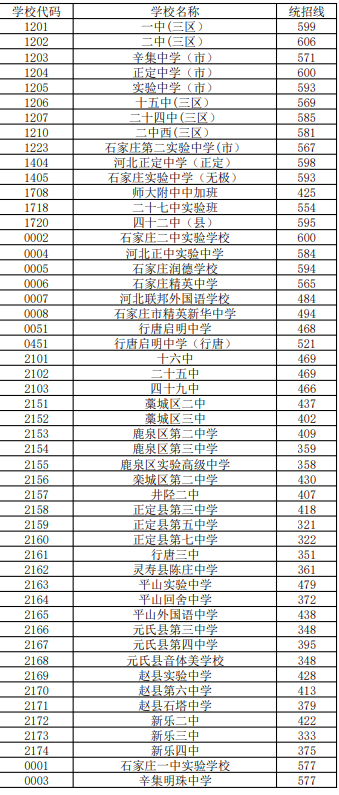 学校代码 学校名称 统招线
1201 一中(三区) 599
1202 二中(三区) 606
1203 辛集中学（市） 571
1204 正定中学（市） 600
1205 实验中学（市） 593
1206 十五中(三区) 569
1207 二十四中(三区) 585
1210 二中西(三区) 581
1223 石家庄第二实验中学(市) 567
1404 河北正定中学（正定） 598
1405 石家庄实验中学（无极） 593
1708 师大附中中加班 425
1718 二十七中实验班 554
1720 四十二中（县） 595
0002 石家庄二中实验学校 600
0004 河北正中实验中学 584
0005 石家庄润德学校 594
0006 石家庄精英中学 565
0007 河北联邦外国语学校 484
0008 石家庄市精英新华中学 494
0051 行唐启明中学 468
0451 行唐启明中学（行唐） 521
2101 十六中 469
2102 二十五中 469
2103 四十九中 466
2151 藁城区二中 437
2152 藁城区三中 402
2153 鹿泉区第二中学 409
2154 鹿泉区第三中学 359
2155 鹿泉区实验高级中学 358
2156 栾城区第二中学 430
2157 井陉二中 407
2158 正定县第三中学 418
2159 正定县第五中学 321
2160 正定县第七中学 322
2161 行唐三中 351
2162 灵寿县陈庄中学 361
2163 平山实验中学 479
2164 平山回舍中学 372
2165 平山外国语中学 438
2166 元氏县第三中学 348
2167 元氏县第四中学 395
2168 元氏县音体美学校 348
2169 赵县实验中学 428
2170 赵县第六中学 413
2171 赵县石塔中学 379
2172 新乐二中 422
2173 新乐三中 333
2174 新乐四中 375
0001 石家庄一中实验学校 577
0003 辛集明珠中学 577